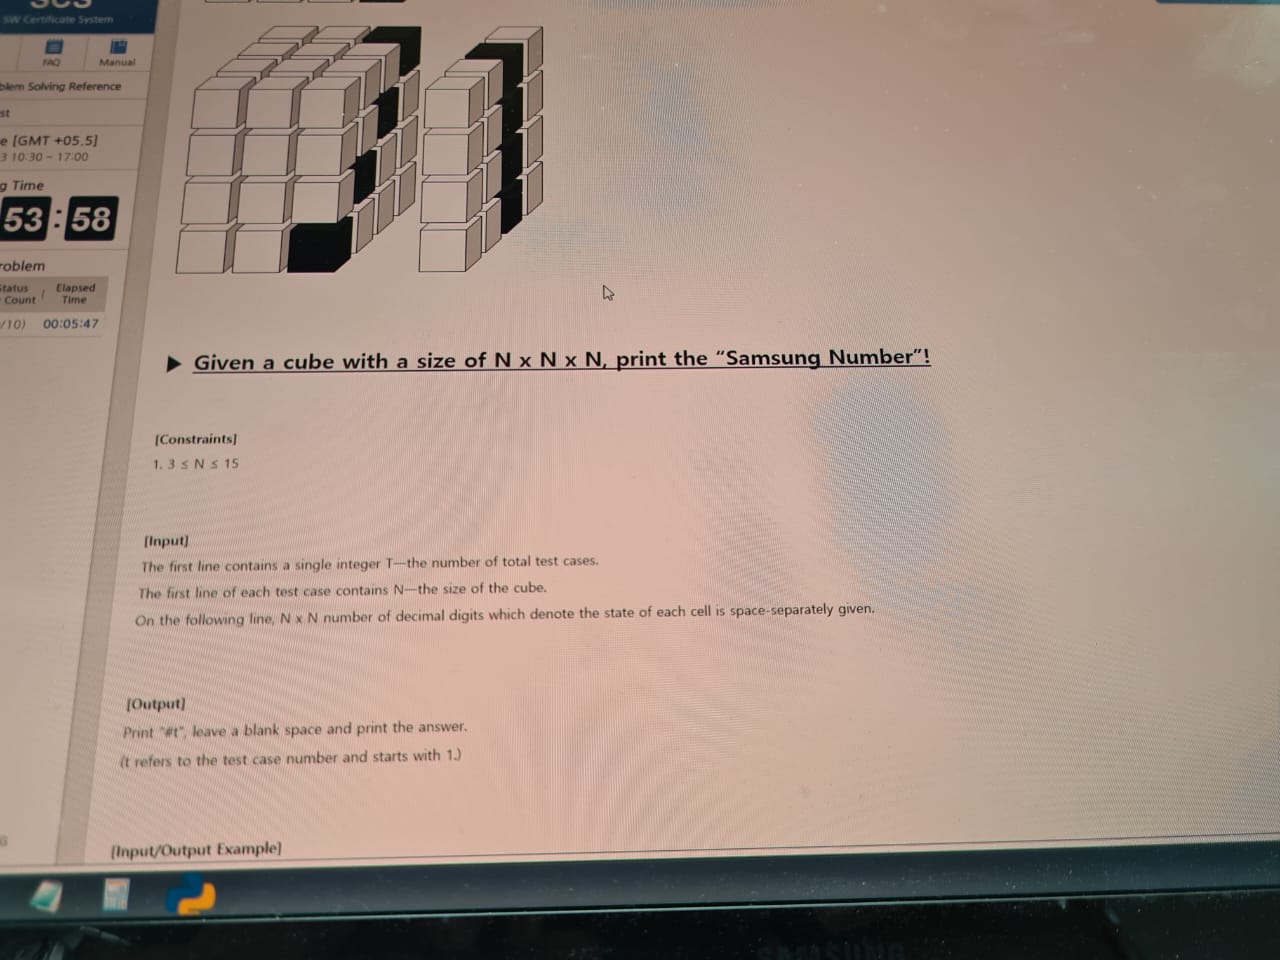 SW Certificate System
FAQ
Manual
blem Solving Reference
st
e [GMT +05.5]
3 10:30 ~ 17:00
g Time
53 : 58
roblem
Status
Count
Elapsed
Time
/10) 00:05:47
▶ Given a cube with a size of N x N x N, print the “Samsung Number”!
[Constraints]
1. 3 ≤ N ≤ 15
[Input]
The first line contains a single integer T—the number of total test cases.
The first line of each test case contains N—the size of the cube.
On the following line, N x N number of decimal digits which denote the state of each cell is space-separately given.
[Output]
Print "#t", leave a blank space and print the answer.
(t refers to the test case number and starts with 1.)
[Input/Output Example]
SAMSUNG